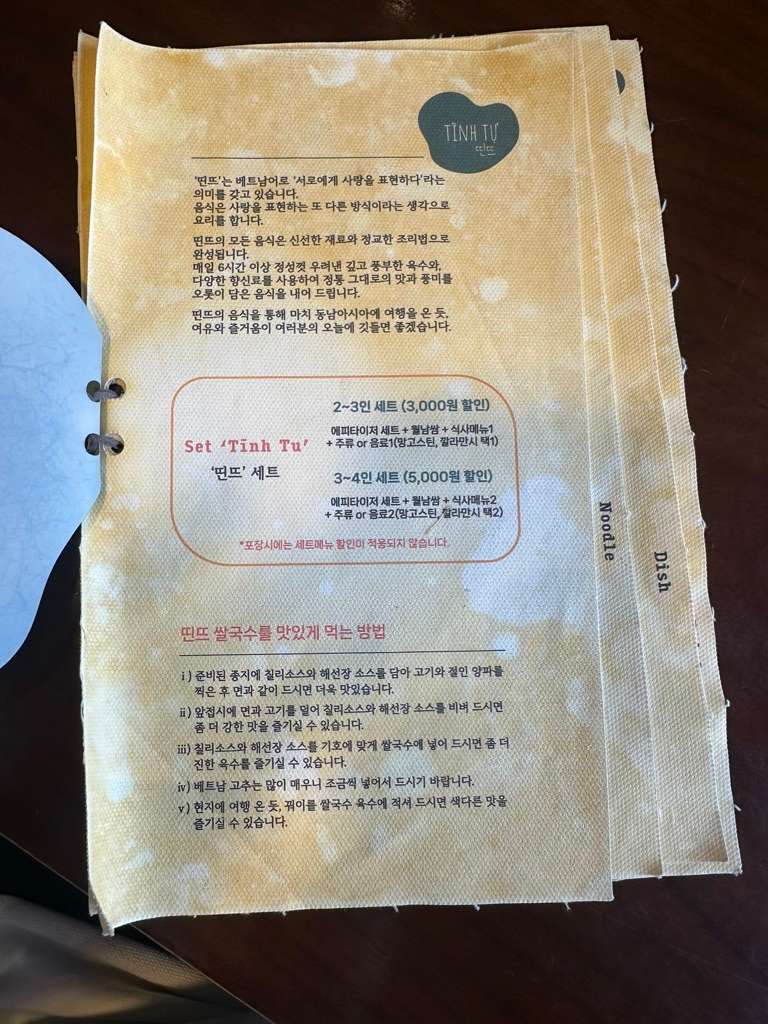 TĨNH TƯ
띤뜨
'띤뜨'는 베트남어로 '서로에게 사랑을 표현하다'라는
의미를 갖고 있습니다.
음식은 사랑을 표현하는 또 다른 방식이라는 생각으로
요리를 합니다.
띤뜨의 모든 음식은 신선한 재료와 정교한 조리법으로
완성됩니다.
매일 6시간 이상 정성껏 우려낸 깊고 풍부한 육수와,
다양한 향신료를 사용하여 정통 그대로의 맛과 풍미를
오롯이 담은 음식을 내어 드립니다.
띤뜨의 음식을 통해 마치 동남아시아에 여행을 온 듯,
여유와 즐거움이 여러분의 오늘에 깃들면 좋겠습니다.
Set 'Tĩnh Tu'
'띤뜨' 세트
2~3인 세트 (3,000원 할인)
에피타이저 세트 + 월남쌈 + 식사메뉴1
+ 주류 or 음료1(망고스틴, 깔라만시 택1)
3~4인 세트 (5,000원 할인)
에피타이저 세트 + 월남쌈 + 식사메뉴2
+ 주류 or 음료2(망고스틴, 깔라만시 택2)
*포장시에는 세트메뉴 할인이 적용되지 않습니다.
띤뜨 쌀국수를 맛있게 먹는 방법
i) 준비된 종지에 칠리소스와 해선장 소스를 담아 고기와 절인 양파를
찍은 후 면과 같이 드시면 더욱 맛있습니다.
ii) 앞접시에 면과 고기를 덜어 칠리소스와 해선장 소스를 비벼 드시면
좀 더 강한 맛을 즐기실 수 있습니다.
iii) 칠리소스와 해선장 소스를 기호에 맞게 쌀국수에 넣어 드시면 좀 더
진한 육수를 즐기실 수 있습니다.
iv) 베트남 고추는 많이 매우니 조금씩 넣어서 드시기 바랍니다.
v) 현지에 여행 온 듯, 꿔이를 쌀국수 육수에 적셔 드시면 색다른 맛을
즐기실 수 있습니다.
Noodle
Dish